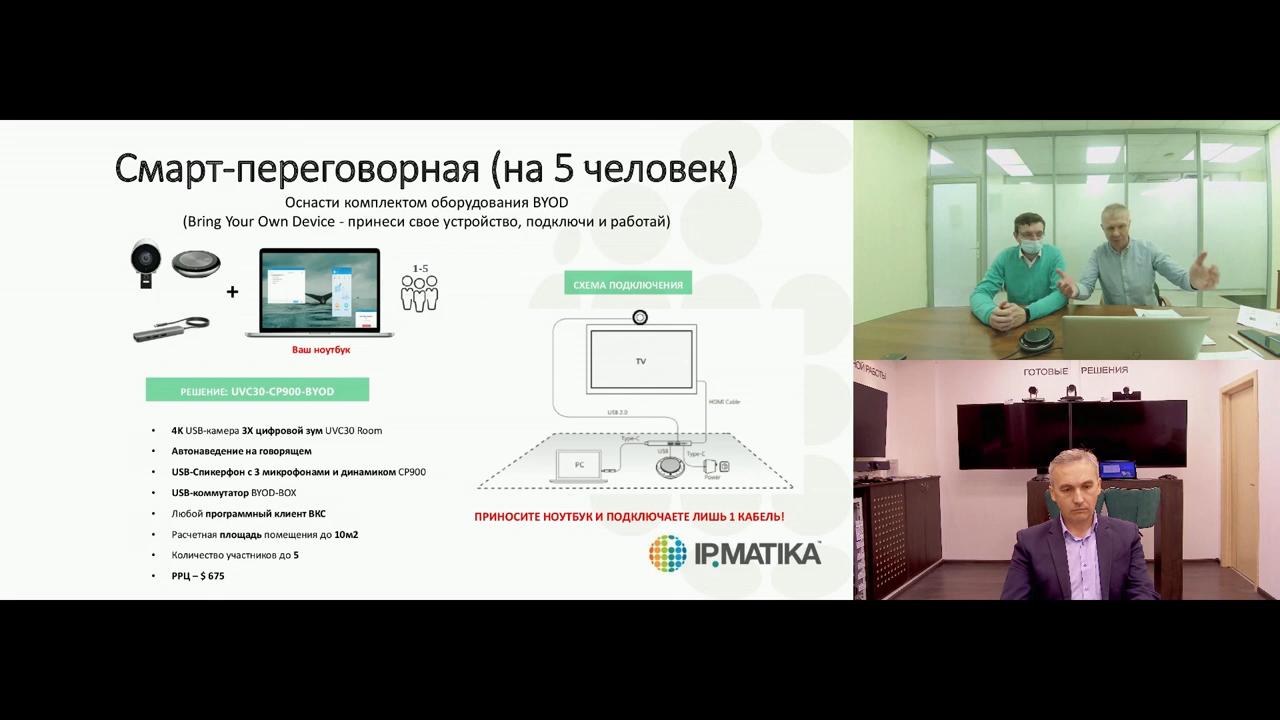 Смарт-переговорная (на 5 человек)
Оснасти комплектом оборудования BYOD
(Bring Your Own Device - принеси свое устройство, подключи и работай)
1-5
Ваш ноутбук
РЕШЕНИЕ: UVC30-CP900-BYOD
• 4K USB-камера 3X цифровой зум UVC30 Room
• Автонаведение на говорящем
• USB-Спикерфон с 3 микрофонами и динамиком CP900
• USB-коммутатор BYOD-BOX
• Любой программный клиент ВКС
• Расчетная площадь помещения до 10м2
• Количество участников до 5
• РРЦ – $ 675
СХЕМА ПОДКЛЮЧЕНИЯ
TV
HDMI Cable
USB 2.0
Type-C
USB
Type-C
PC
Power
ПРИНОСИТЕ НОУТБУК И ПОДКЛЮЧАЕТЕ ЛИШЬ 1 КАБЕЛЬ!
IPMATIKA™
НОЙ РАБОТЫ
ГОТОВЫЕ РЕШЕНИЯ